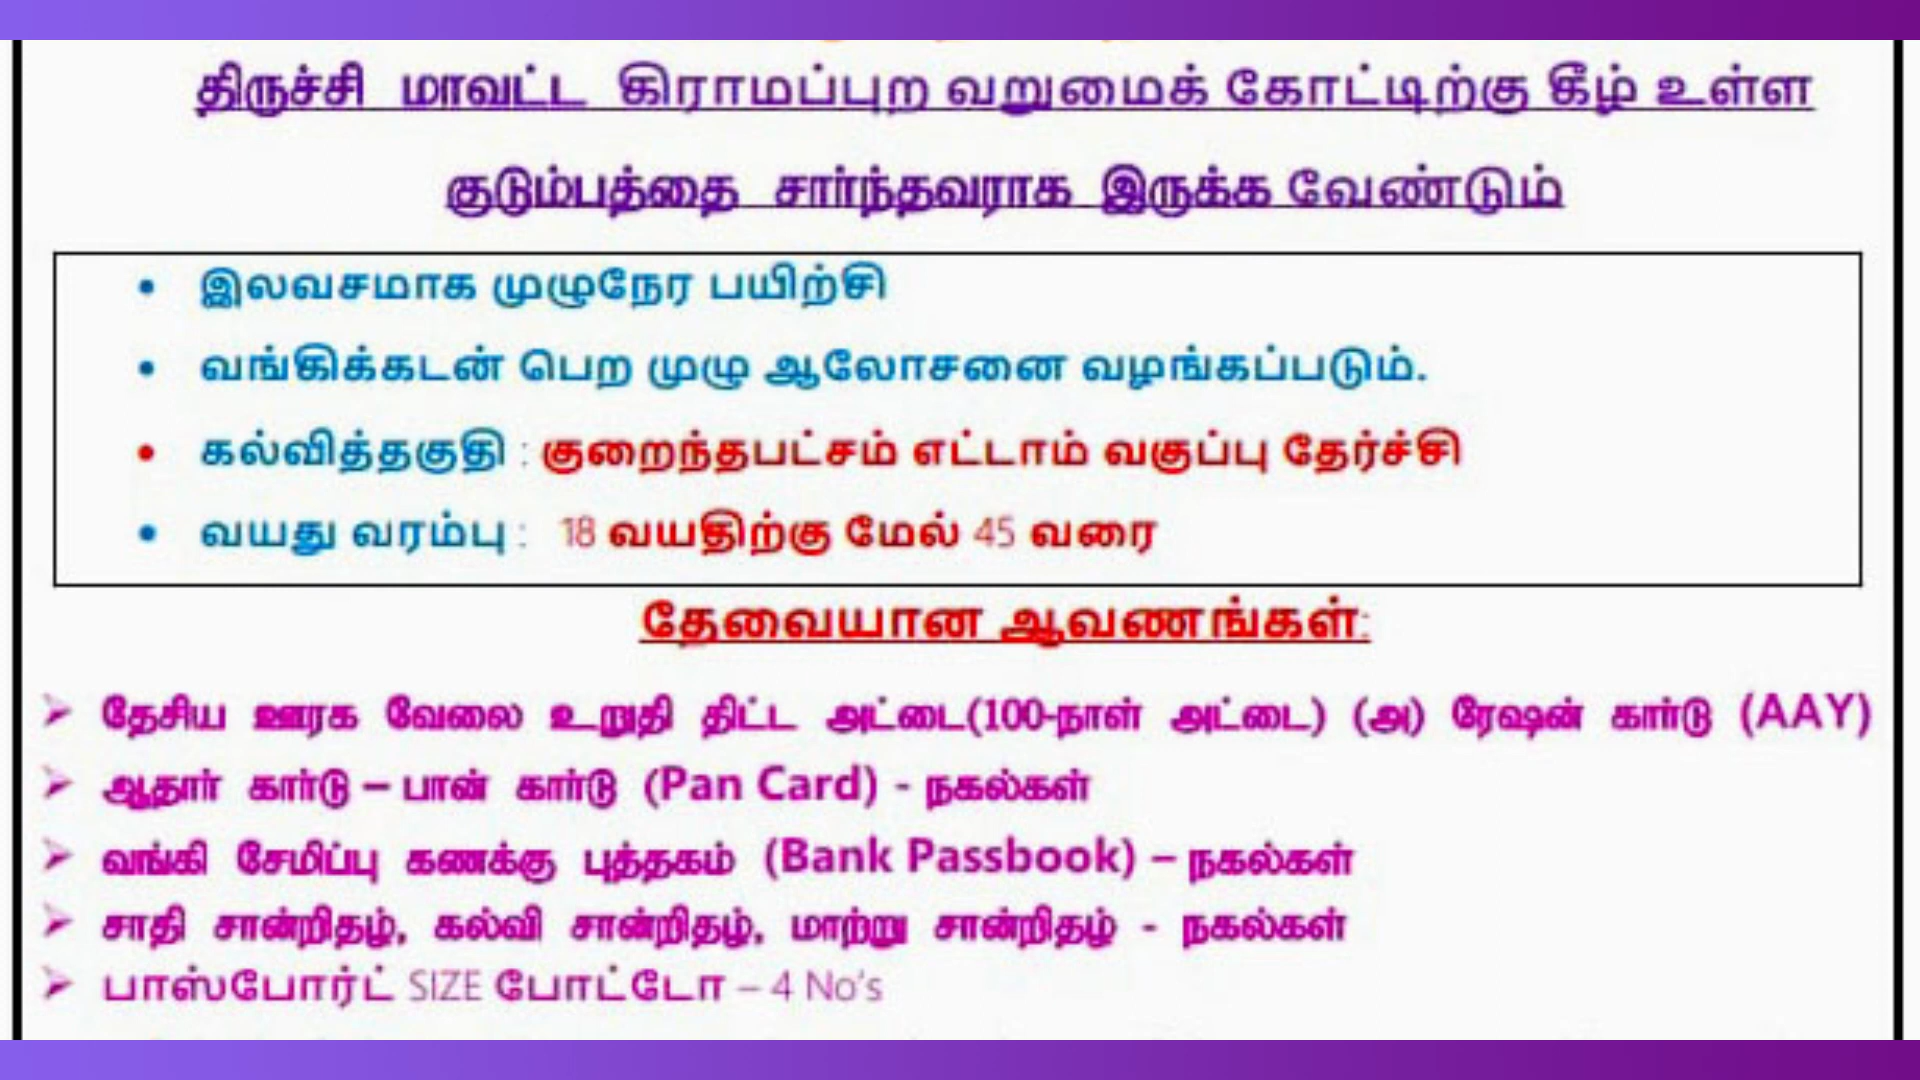 திருச்சி மாவட்ட கிராமப்புற வறுமைக் கோட்டிற்கு கீழ் உள்ள
குடும்பத்தை சார்ந்தவராக இருக்க வேண்டும்
• இலவசமாக முழுநேர பயிற்சி
• வங்கிக்கடன் பெற முழு ஆலோசனை வழங்கப்படும்.
• கல்வித்தகுதி : குறைந்தபட்சம் எட்டாம் வகுப்பு தேர்ச்சி
• வயது வரம்பு : 18 வயதிற்கு மேல் 45 வரை
தேவையான ஆவணங்கள்:
➢ தேசிய ஊரக வேலை உறுதி திட்ட அட்டை(100-நாள் அட்டை) (அ) ரேஷன் கார்டு (AAY)
➢ ஆதார் கார்டு – பான் கார்டு (Pan Card) - நகல்கள்
➢ வங்கி சேமிப்பு கணக்கு புத்தகம் (Bank Passbook) – நகல்கள்
➢ சாதி சான்றிதழ், கல்வி சான்றிதழ், மாற்று சான்றிதழ் - நகல்கள்
➢ பாஸ்போர்ட் SIZE போட்டோ – 4 No's